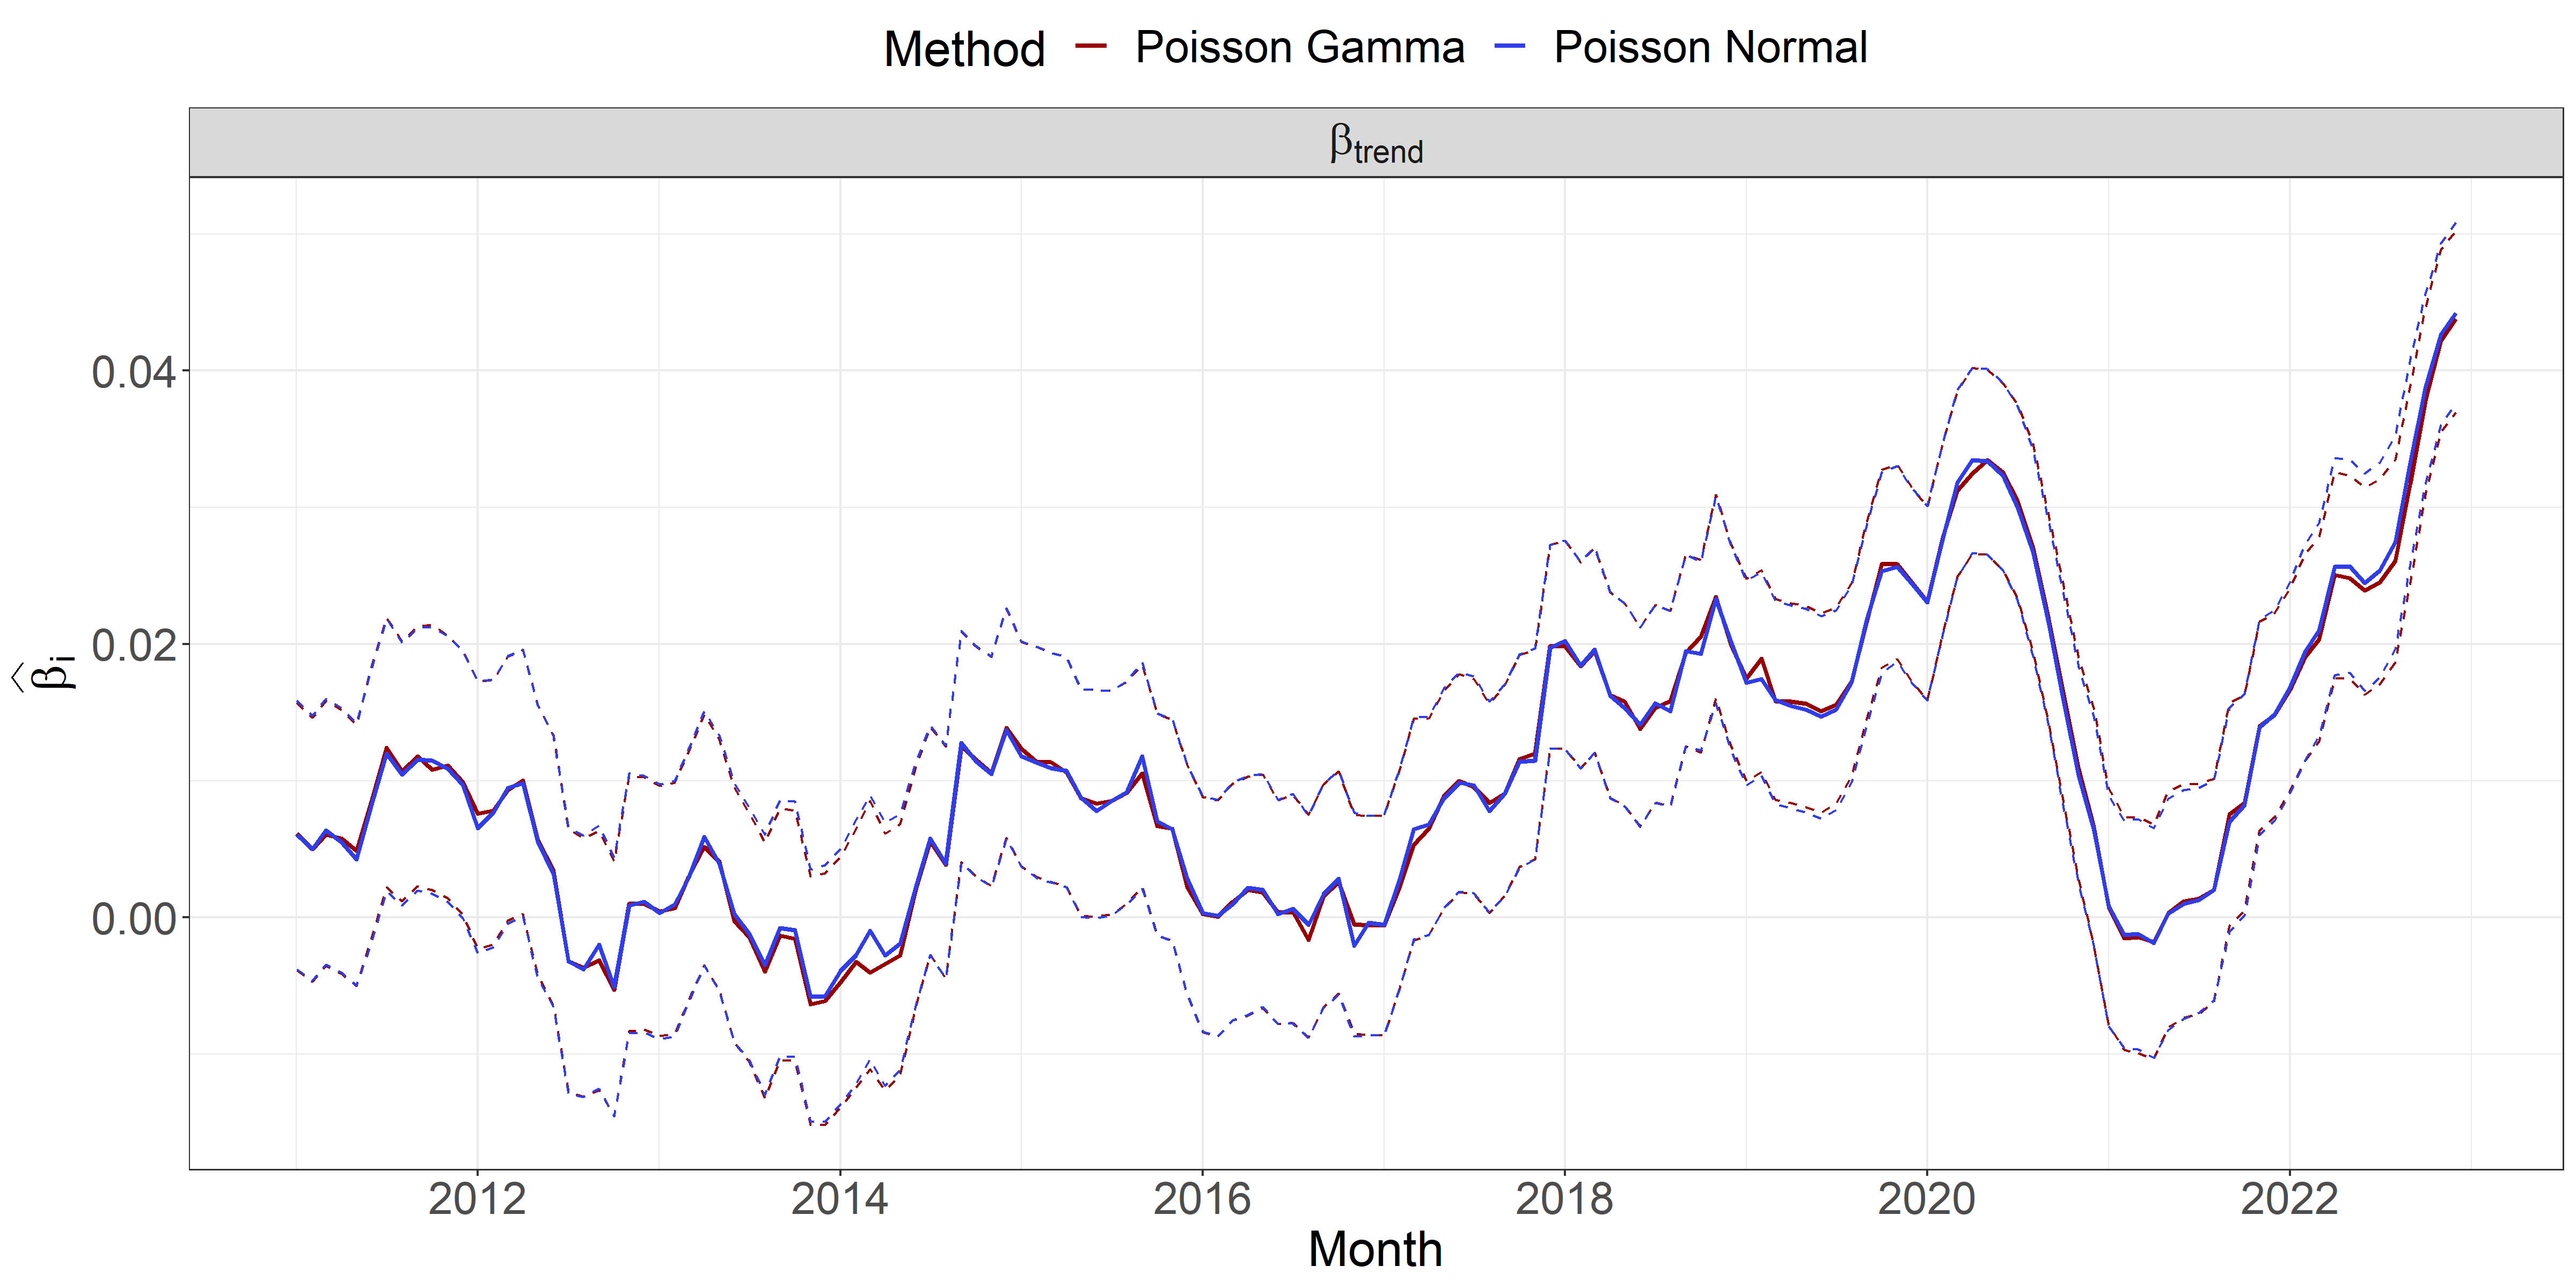 Method Poisson Gamma Poisson Normal
βtrend
0.04
0.02
0.00
β̂i
2012 2014 2016 2018 2020 2022
Month